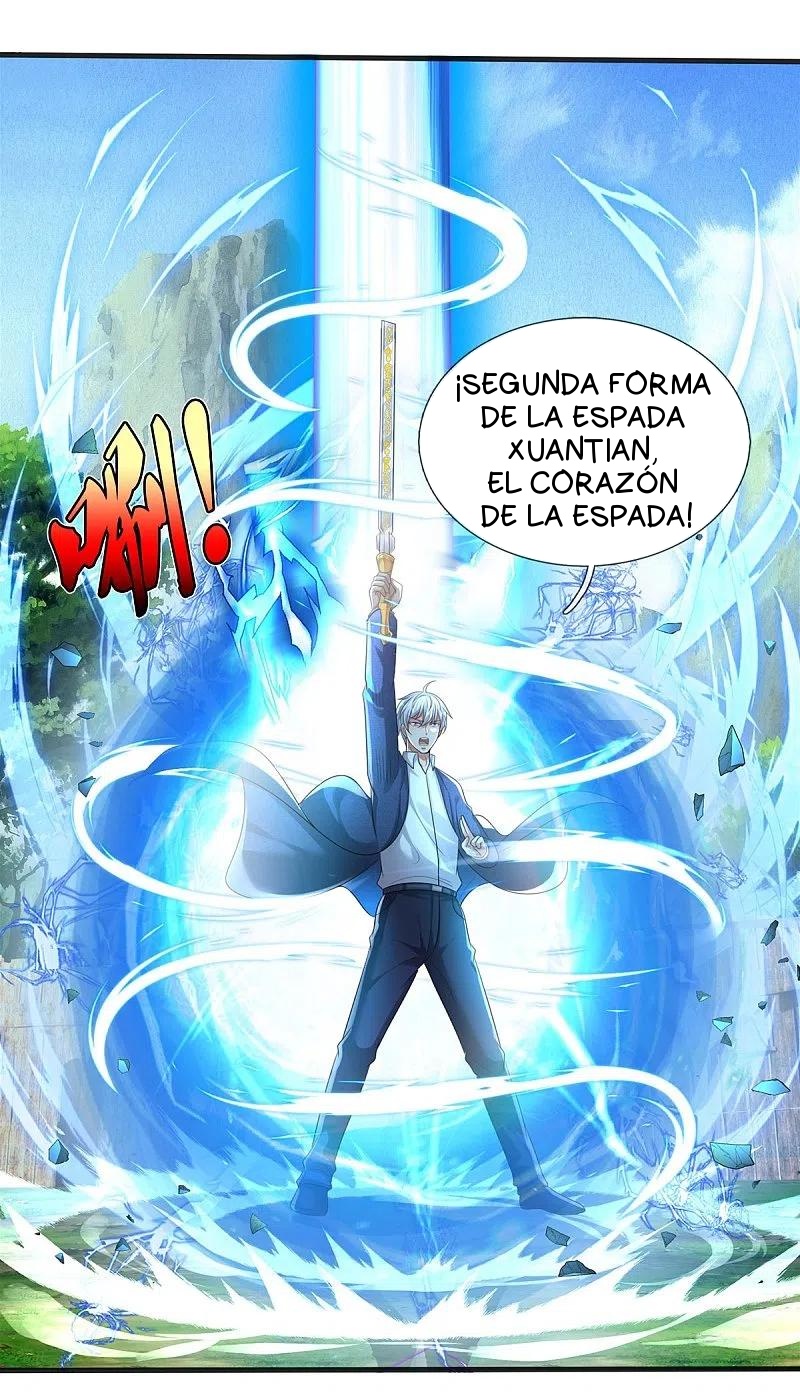 ¡SEGUNDA FORMA
DE LA ESPADA
XUANTIAN,
EL CORAZÓN
DE LA ESPADA!